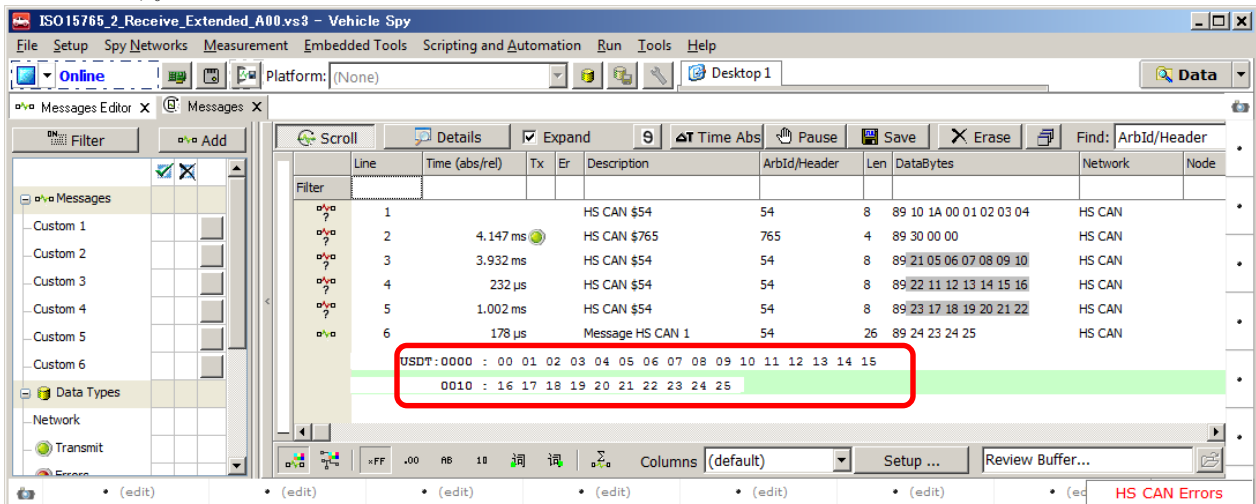 ISO15765_2_Receive_Extended_A00.vs3 - Vehicle Spy
File Setup Spy Networks Measurement Embedded Tools Scripting and Automation Run Tools Help
Online Platform: (None) Desktop 1 Data
Messages Editor X Messages X
Filter Add Scroll Details Expand 9 ΔT Time Abs Pause Save Erase Find: ArbId/Header
Line Time (abs/rel) Tx Er Description ArbId/Header Len DataBytes Network Node
Filter
Messages
Custom 1
Custom 2
Custom 3
Custom 4
Custom 5
Custom 6
Data Types
Network
Transmit
Errors
1 HS CAN $54 54 8 89 10 1A 00 01 02 03 04 HS CAN
2 4.147 ms HS CAN $765 765 4 89 30 00 00 HS CAN
3 3.932 ms HS CAN $54 54 8 89 21 05 06 07 08 09 10 HS CAN
4 232 µs HS CAN $54 54 8 89 22 11 12 13 14 15 16 HS CAN
5 1.002 ms HS CAN $54 54 8 89 23 17 18 19 20 21 22 HS CAN
6 178 µs Message HS CAN 1 54 26 89 24 23 24 25 HS CAN
USDT:0000 : 00 01 02 03 04 05 06 07 08 09 10 11 12 13 14 15
0010 : 16 17 18 19 20 21 22 23 24 25
×FF .00 AB 10 词 词 Σ Columns (default) Setup ... Review Buffer...
(edit) (edit) (edit) (edit) (edit) (edit) (ed HS CAN Errors